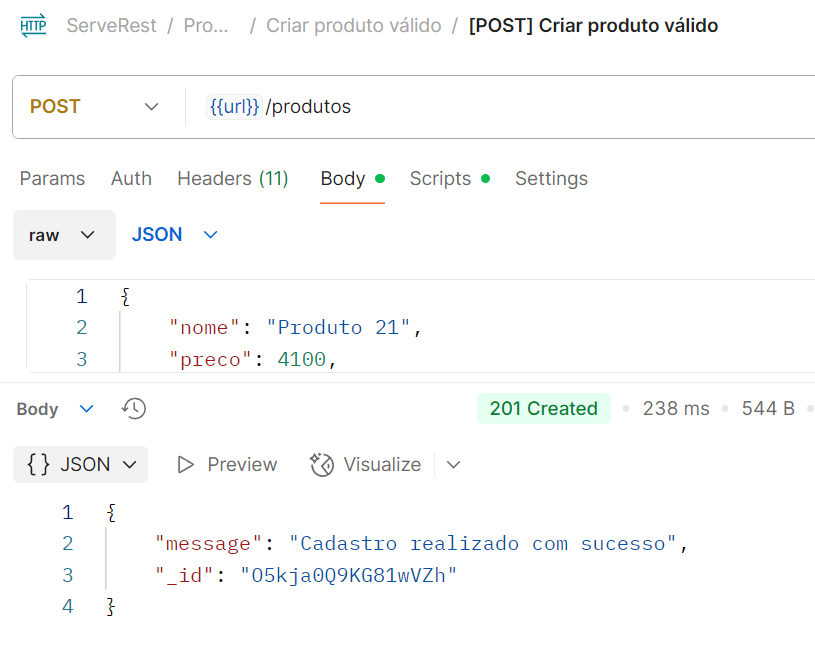 HTTP ServeRest / Pro... / Criar produto válido / [POST] Criar produto válido
POST {{url}} /produtos
Params Auth Headers (11) Body Scripts Settings
raw JSON
1 {
2 "nome": "Produto 21",
3 "preco": 4100,
Body 201 Created 238 ms 544 B
{} JSON Preview Visualize
1 {
2 "message": "Cadastro realizado com sucesso",
3 "_id": "O5kja0Q9KG81wVZh"
4 }